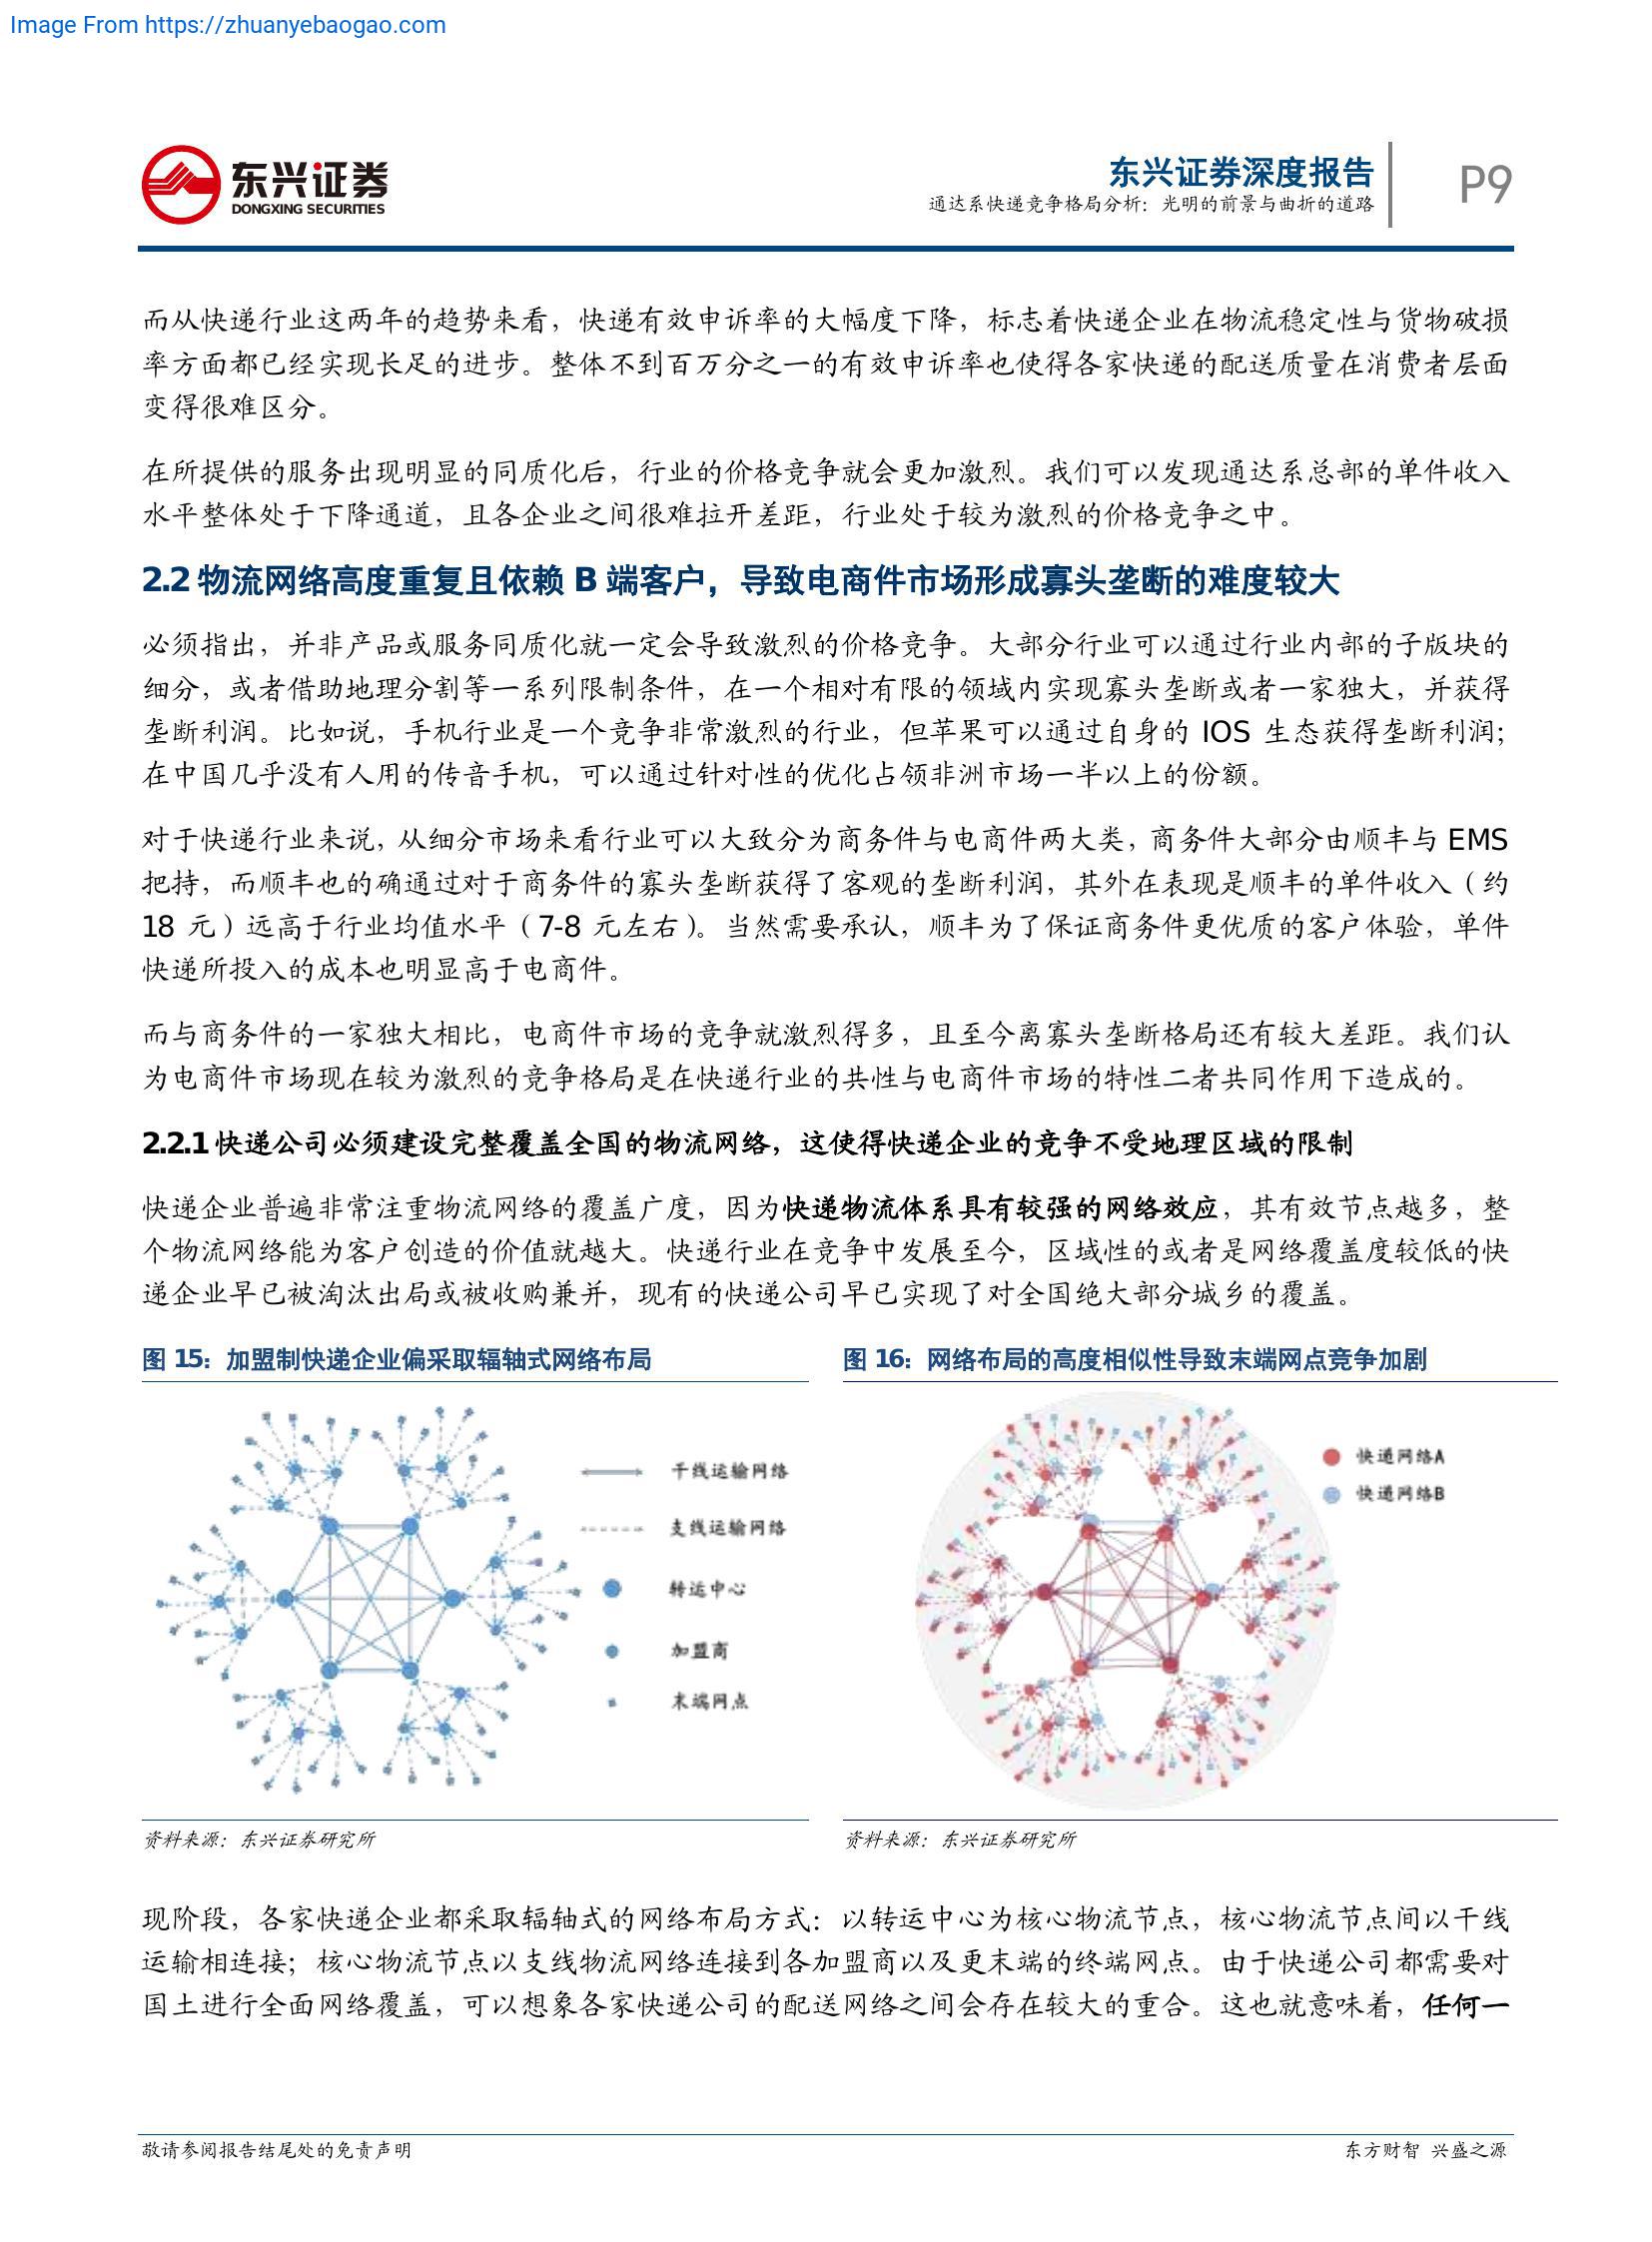 Image From https://zhuanyebaogao.com
东兴证券
DONGXING SECURITIES
东兴证券深度报告
通达系快递竞争格局分析：光明的前景与曲折的道路
P9
而从快递行业这两年的趋势来看，快递有效申诉率的大幅度下降，标志着快递企业在物流稳定性与货物破损
率方面都已经实现长足的进步。整体不到百万分之一的有效申诉率也使得各家快递的配送质量在消费者层面
变得很难区分。
在所提供的服务出现明显的同质化后，行业的价格竞争就会更加激烈。我们可以发现通达系总部的单件收入
水平整体处于下降通道，且各企业之间很难拉开差距，行业处于较为激烈的价格竞争之中。
2.2 物流网络高度重复且依赖 B 端客户，导致电商件市场形成寡头垄断的难度较大
必须指出，并非产品或服务同质化就一定会导致激烈的价格竞争。大部分行业可以通过行业内部的子版块的
细分，或者借助地理分割等一系列限制条件，在一个相对有限的领域内实现寡头垄断或者一家独大，并获得
垄断利润。比如说，手机行业是一个竞争非常激烈的行业，但苹果可以通过自身的 IOS 生态获得垄断利润；
在中国几乎没有人用的传音手机，可以通过针对性的优化占领非洲市场一半以上的份额。
对于快递行业来说，从细分市场来看行业可以大致分为商务件与电商件两大类，商务件大部分由顺丰与 EMS
把持，而顺丰也的确通过对于商务件的寡头垄断获得了客观的垄断利润，其外在表现是顺丰的单件收入（约
18 元）远高于行业均值水平（7-8 元左右）。当然需要承认，顺丰为了保证商务件更优质的客户体验，单件
快递所投入的成本也明显高于电商件。
而与商务件的一家独大相比，电商件市场的竞争就激烈得多，且至今离寡头垄断格局还有较大差距。我们认
为电商件市场现在较为激烈的竞争格局是在快递行业的共性与电商件市场的特性二者共同作用下造成的。
2.2.1 快递公司必须建设完整覆盖全国的物流网络，这使得快递企业的竞争不受地理区域的限制
快递企业普遍非常注重物流网络的覆盖广度，因为快递物流体系具有较强的网络效应，其有效节点越多，整
个物流网络能为客户创造的价值就越大。快递行业在竞争中发展至今，区域性的或者是网络覆盖度较低的快
递企业早已被淘汰出局或被收购兼并，现有的快递公司早已实现了对全国绝大部分城乡的覆盖。
图 15：加盟制快递企业偏采取辐轴式网络布局
干线运输网络
支线运输网络
转运中心
加盟商
末端网点
资料来源：东兴证券研究所
图 16：网络布局的高度相似性导致末端网点竞争加剧
快递网络A
快递网络B
资料来源：东兴证券研究所
现阶段，各家快递企业都采取辐轴式的网络布局方式：以转运中心为核心物流节点，核心物流节点间以干线
运输相连接；核心物流节点以支线物流网络连接到各加盟商以及更末端的终端网点。由于快递公司都需要对
国土进行全面网络覆盖，可以想象各家快递公司的配送网络之间会存在较大的重合。这也就意味着，任何一
敬请参阅报告结尾处的免责声明
东方财智 兴盛之源